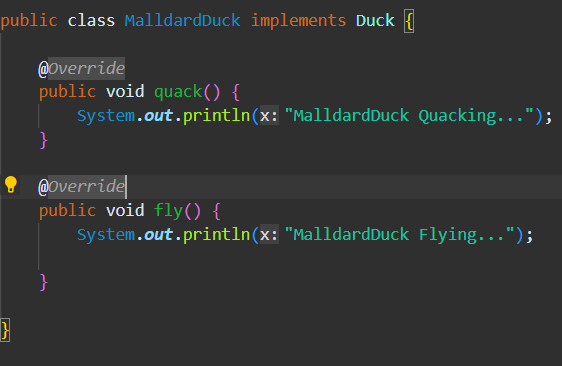 public class MalldardDuck implements Duck {
@Override
public void quack() {
System.out.println(x: "MalldardDuck Quacking...");
}
@Override
public void fly() {
System.out.println(x: "MalldardDuck Flying...");
}
}